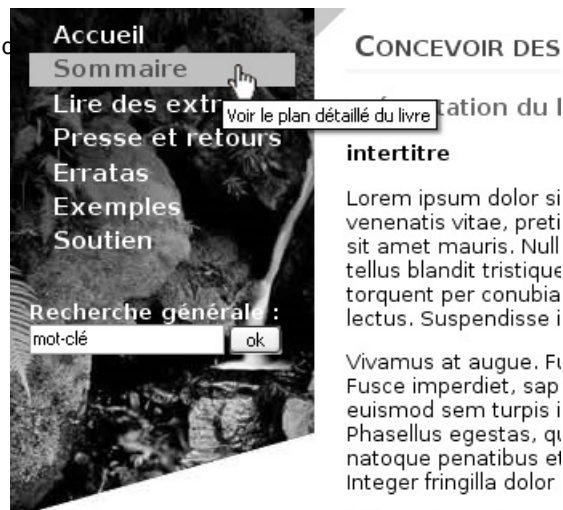 Accueil
Sommaire
Lire des extr
Voir le plan détaillé du livre
Presse et retours
Erratas
Exemples
Soutien
Recherche générale :
mot-clé
ok
CONCEVOIR DES
tation du l
intertitre
Lorem ipsum dolor si
venenatis vitae, preti
sit amet mauris. Null
tellus blandit tristique
torquent per conubia
lectus. Suspendisse i
Vivamus at augue. Fu
Fusce imperdiet, sap
euismod sem turpis i
Phasellus egestas, qu
natoque penatibus et
Integer fringilla dolor